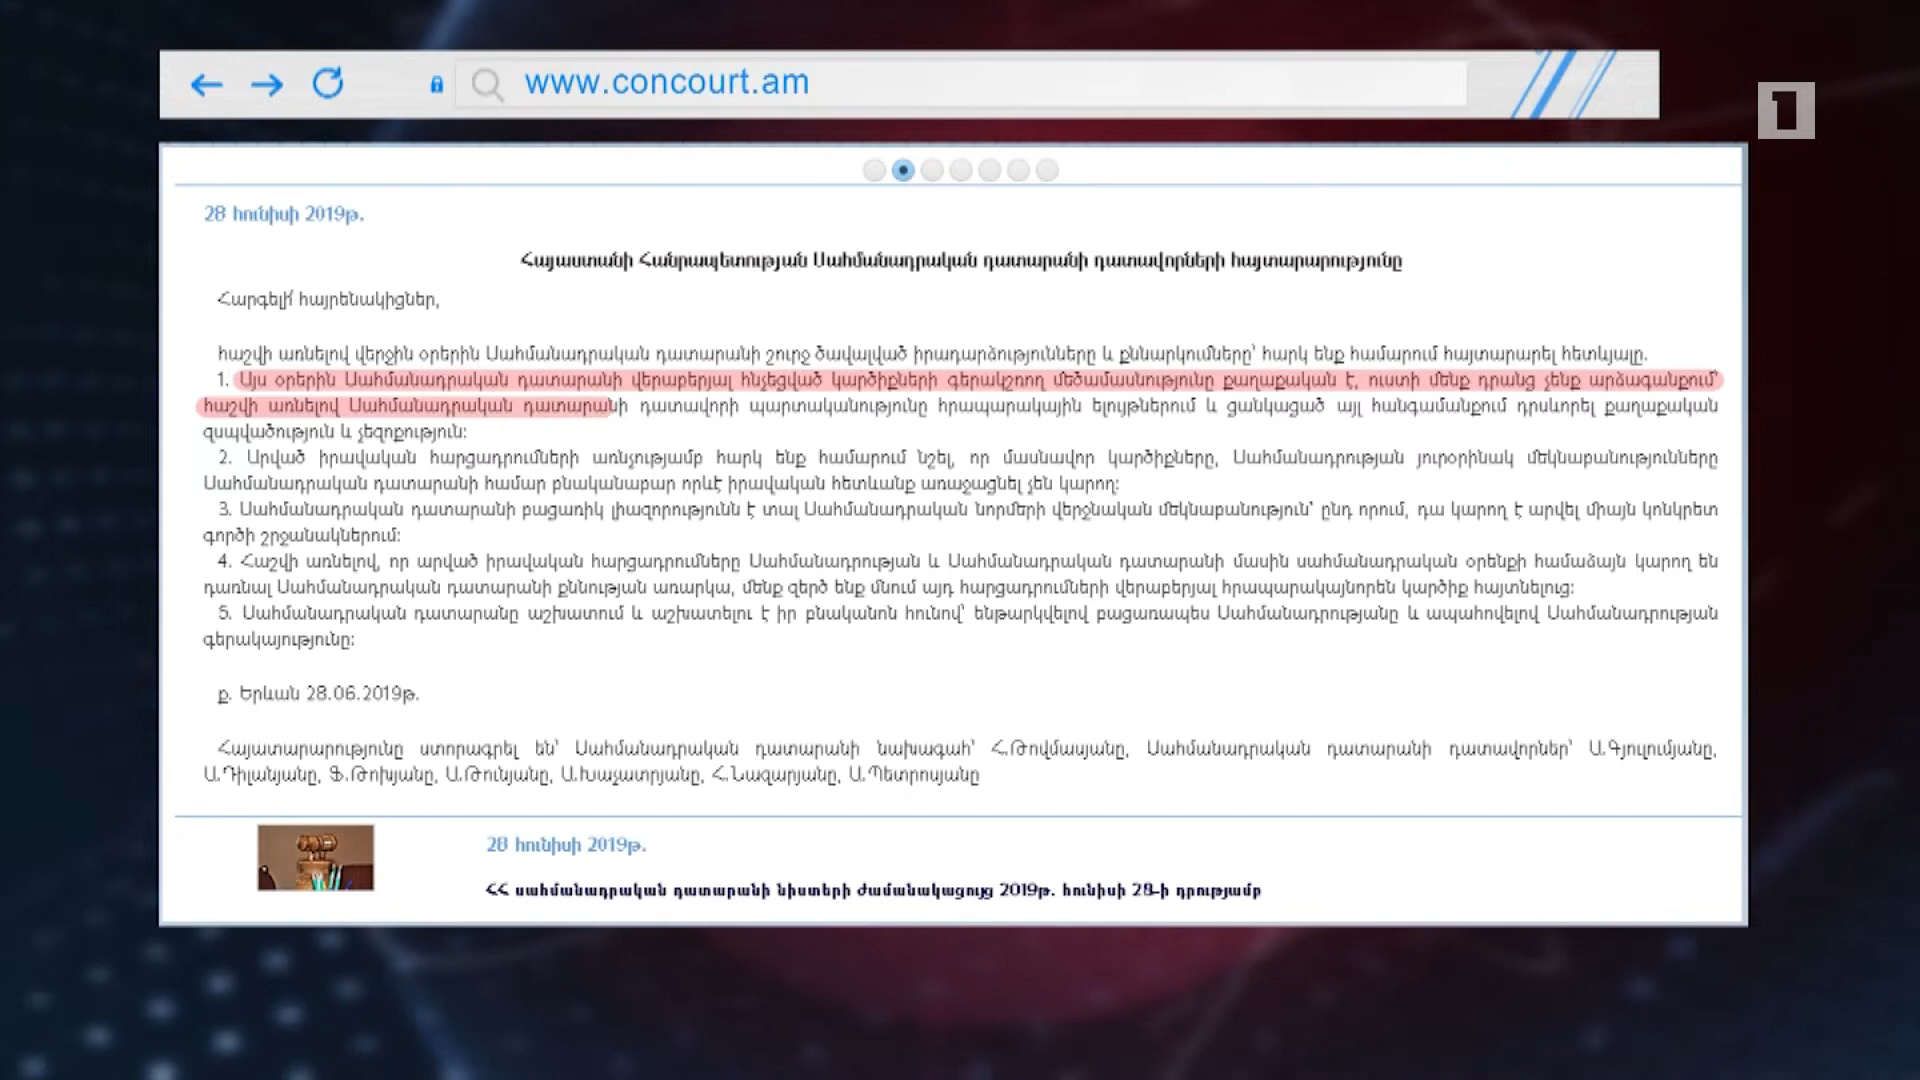 www.concourt.am
1
28 հունիսի 2019թ.
Հայաստանի Հանրապետության Սահմանադրական դատարանի դատավորների հայտարարությունը
Հարգելի՛ հայրենակիցներ,
հաշվի առնելով վերջին օրերին Սահմանադրական դատարանի շուրջ ծավալված իրադարձությունները և քննարկումները՝ հարկ ենք համարում հայտարարել հետևյալը.
1. Այս օրերին Սահմանադրական դատարանի վերաբերյալ հնչեցված կարծիքների գերակշռող մեծամասնությունը քաղաքական է, ուստի մենք դրանց չենք արձագանքում՝
հաշվի առնելով Սահմանադրական դատարանի դատավորի պարտականությունը հրապարակային ելույթներում և ցանկացած այլ հանգամանքում դրսևորել քաղաքական
զսպվածություն և չեզոքություն:
2. Արված իրավական հարցադրումների առնչությամբ հարկ ենք համարում նշել, որ մասնավոր կարծիքները, Սահմանադրության յուրօրինակ մեկնաբանությունները
Սահմանադրական դատարանի համար բնականաբար որևէ իրավական հետևանք առաջացնել չեն կարող:
3. Սահմանադրական դատարանի բացառիկ լիազորությունն է տալ Սահմանադրական նորմերի վերջնական մեկնաբանություն՝ ընդ որում, դա կարող է արվել միայն կոնկրետ
գործի շրջանակներում:
4. Հաշվի առնելով, որ արված իրավական հարցադրումները Սահմանադրության և Սահմանադրական դատարանի մասին սահմանադրական օրենքի համաձայն կարող են
դառնալ Սահմանադրական դատարանի քննության առարկա, մենք զերծ ենք մնում այդ հարցադրումների վերաբերյալ հրապարակայնորեն կարծիք հայտնելուց:
5. Սահմանադրական դատարանը աշխատում և աշխատելու է իր բնականոն հունով՝ ենթարկվելով բացառապես Սահմանադրությանը և ապահովելով Սահմանադրության
գերակայությունը:
ք. Երևան 28.06.2019թ.
Հայատարարությունը ստորագրել են՝ Սահմանադրական դատարանի նախագահ՝ Հ.Թովմասյանը, Սահմանադրական դատարանի դատավորներ՝ Ա.Գյուլումյանը,
Ա.Դիլանյանը, Ֆ.Թոխյանը, Ա.Թունյանը, Ա.Խաչատրյանը, Հ.Նազարյանը, Ա.Պետրոսյանը
28 հունիսի 2019թ.
ՀՀ սահմանադրական դատարանի նիստերի ժամանակացույց 2019թ. հունիսի 28-ի դրությամբ